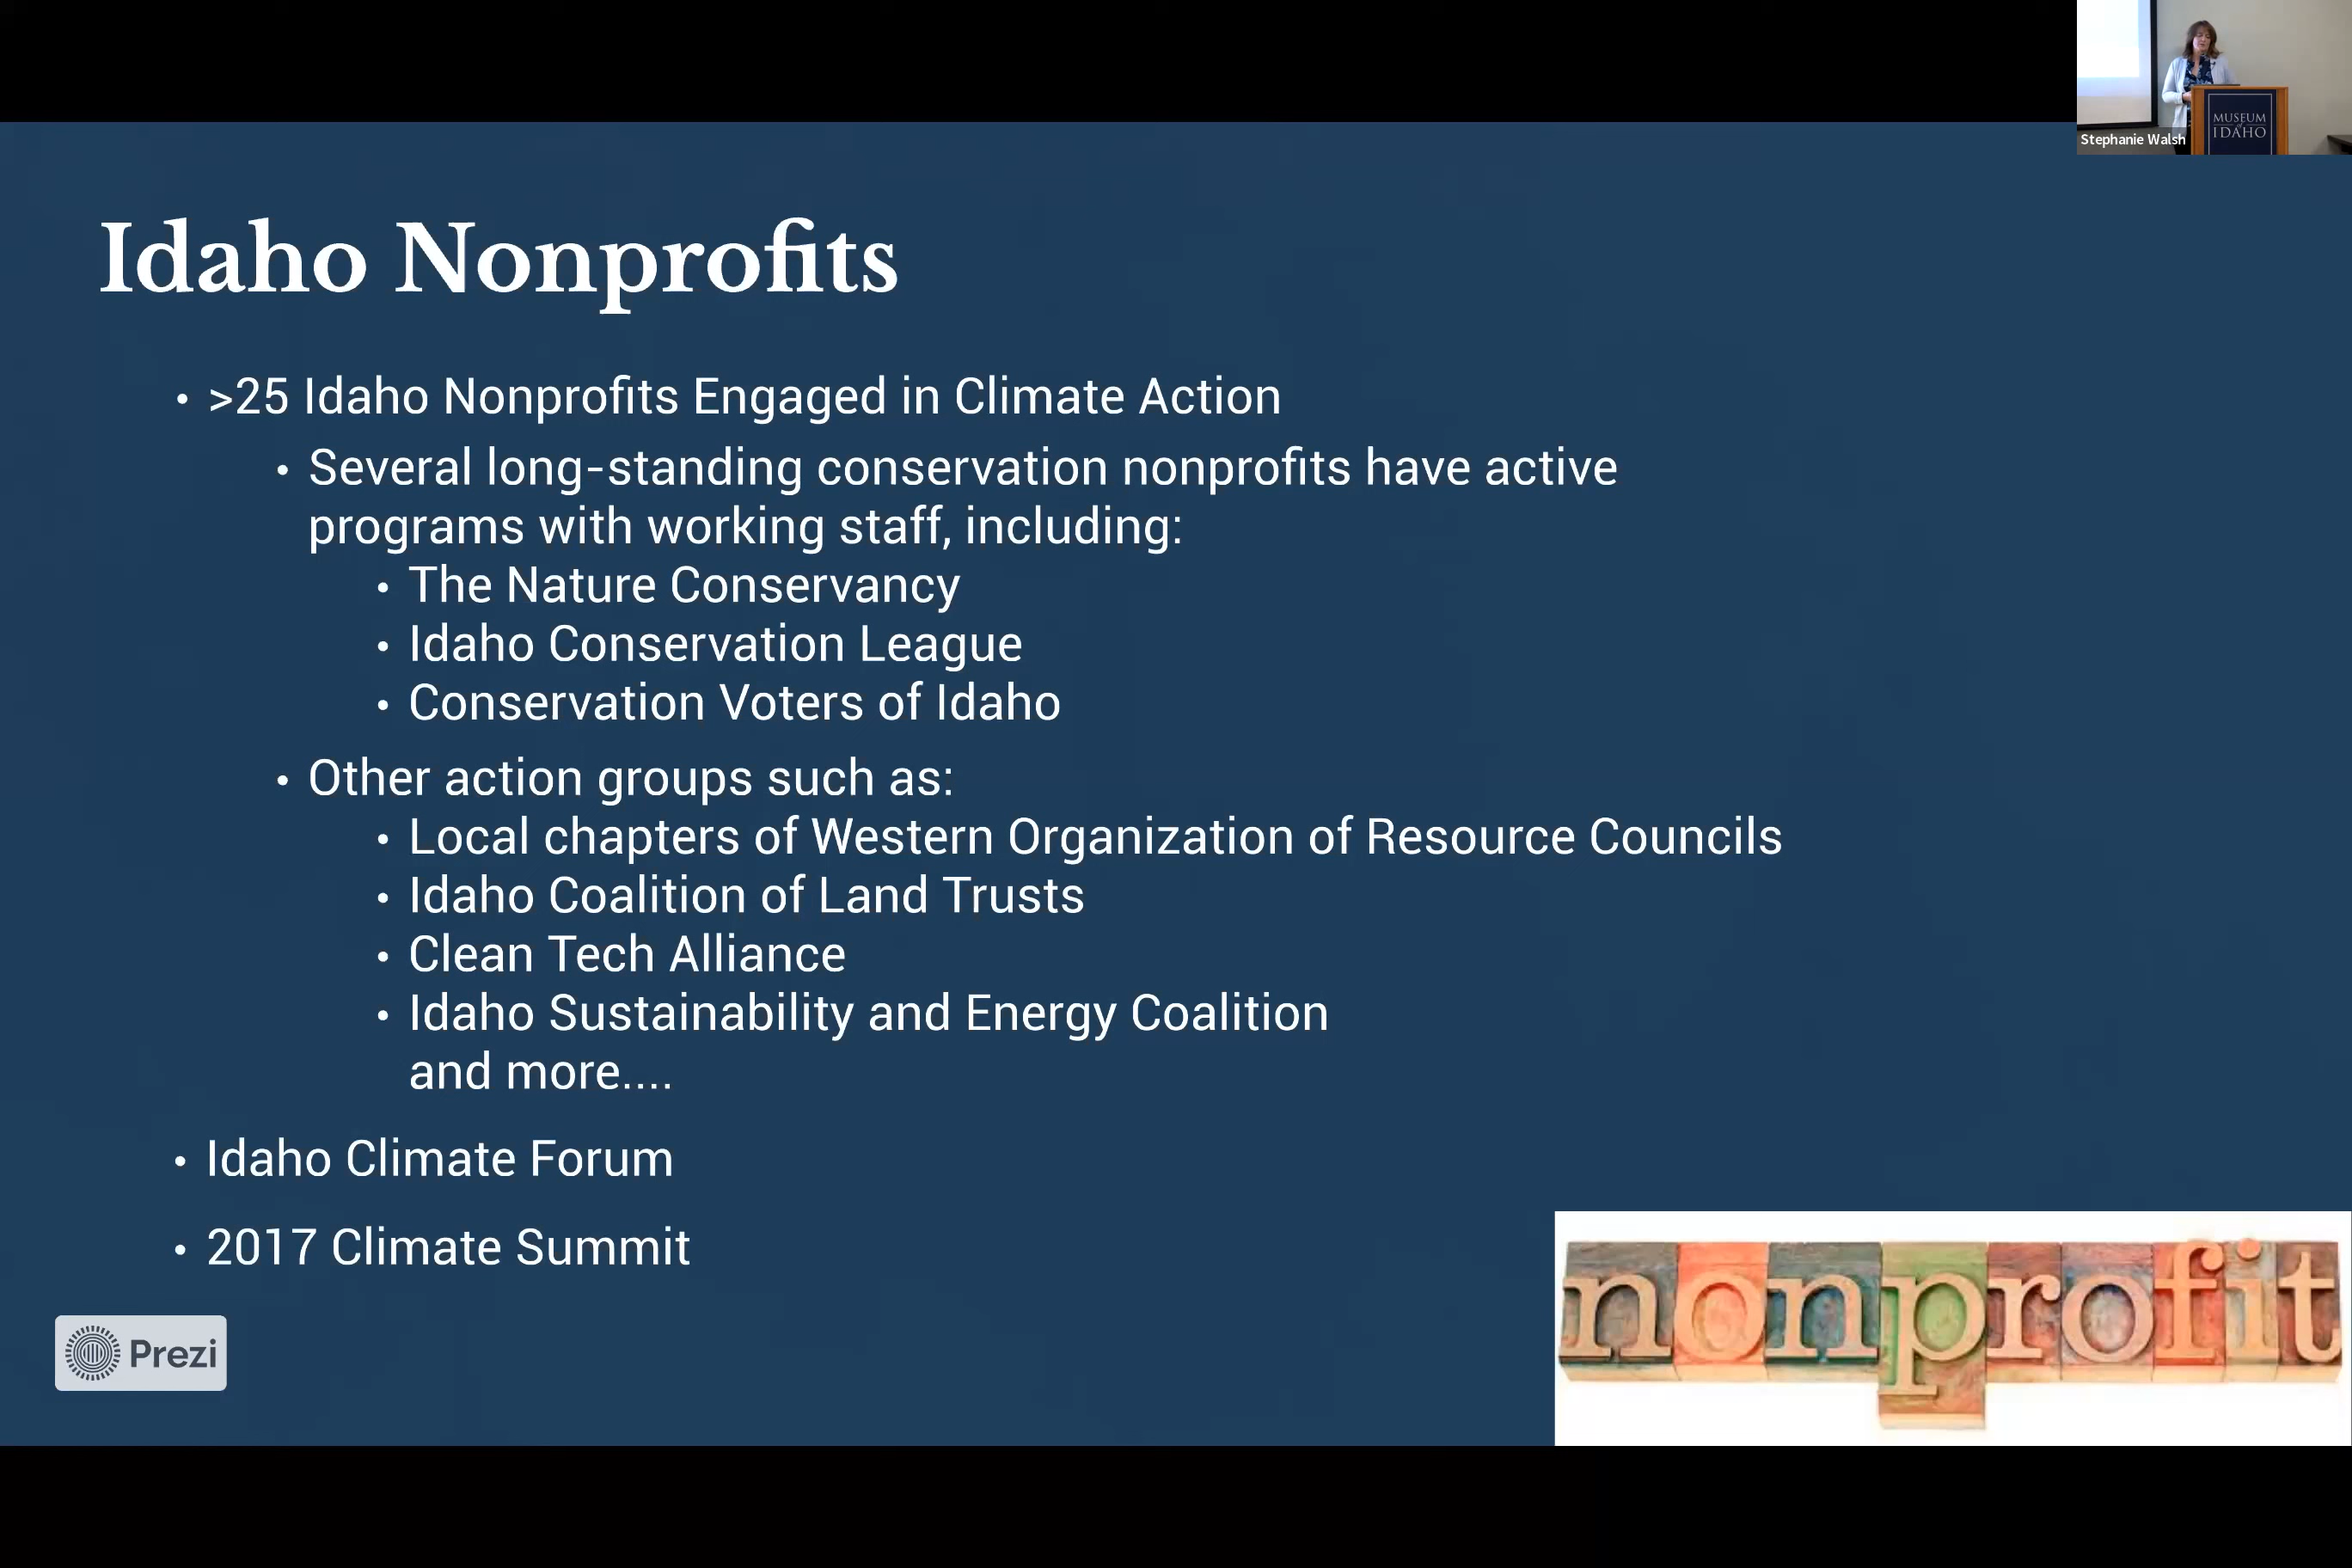 MUSEUM
of
IDAHO
Stephanie Walsh
Idaho Nonprofits
• >25 Idaho Nonprofits Engaged in Climate Action
• Several long-standing conservation nonprofits have active
programs with working staff, including:
• The Nature Conservancy
• Idaho Conservation League
• Conservation Voters of Idaho
• Other action groups such as:
• Local chapters of Western Organization of Resource Councils
• Idaho Coalition of Land Trusts
• Clean Tech Alliance
• Idaho Sustainability and Energy Coalition
and more....
• Idaho Climate Forum
• 2017 Climate Summit
Prezi
nonprofit